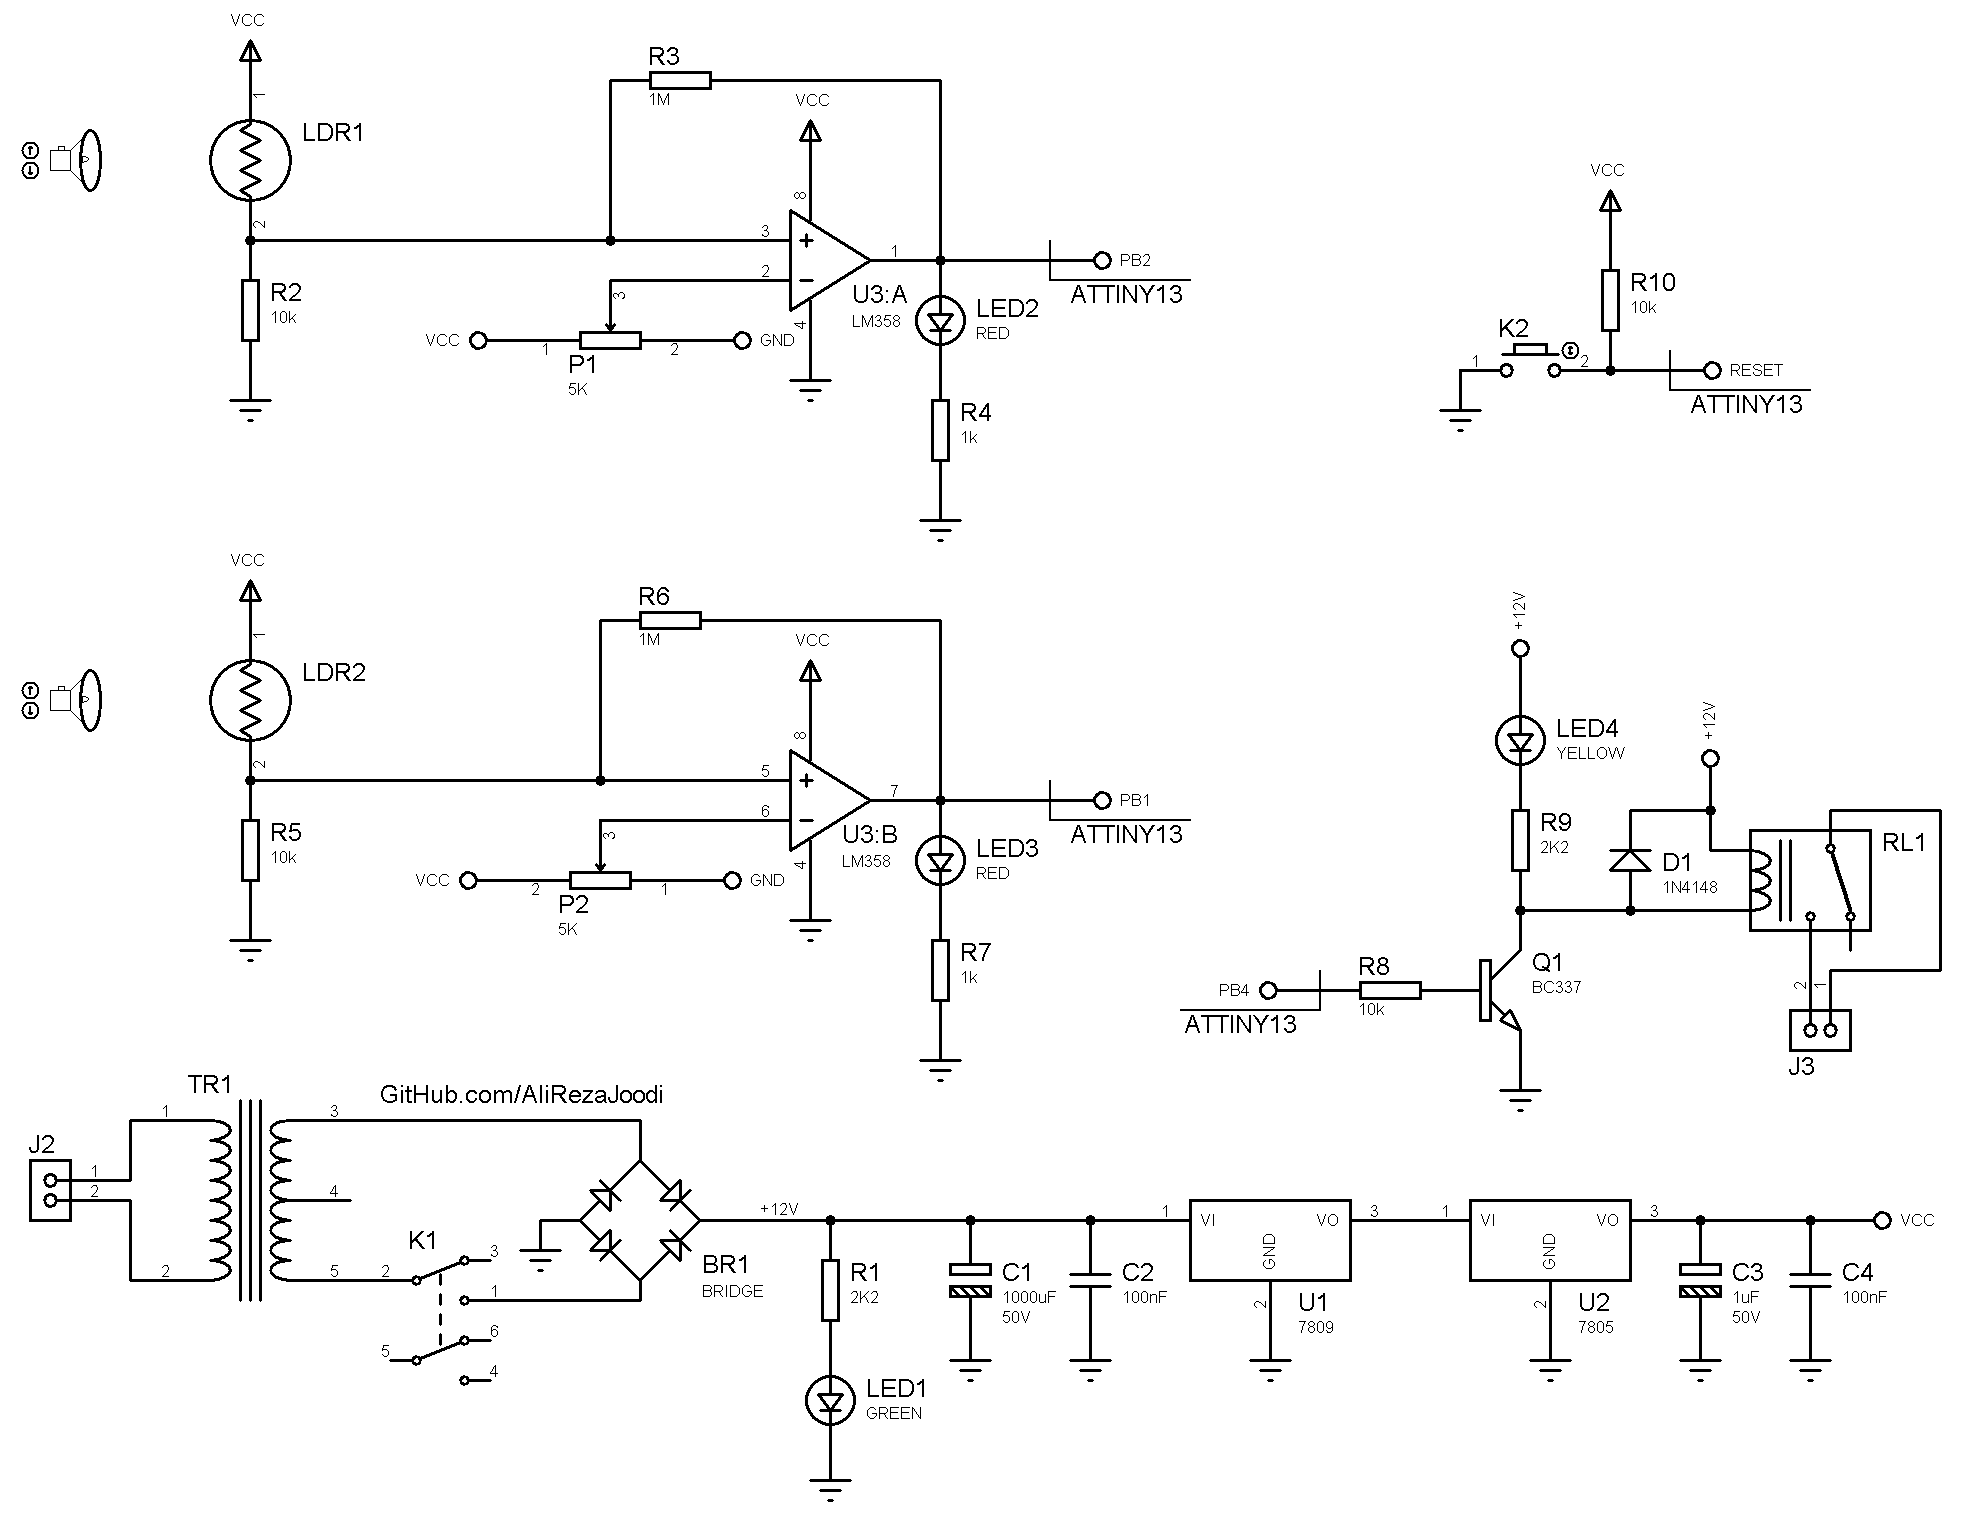 VCC
1
LDR1
2
R2
10k
R3
1M
VCC
8
3
2
1
4
U3:A
LM358
3
VCC
1
2
GND
P1
5K
LED2
RED
R4
1k
PB2
ATTINY13
VCC
R10
10k
K2
1
2
RESET
ATTINY13
VCC
1
LDR2
2
R5
10k
R6
1M
VCC
8
5
6
7
4
U3:B
LM358
3
VCC
2
1
GND
P2
5K
LED3
RED
R7
1k
PB1
ATTINY13
+12V
LED4
YELLOW
R9
2K2
+12V
D1
1N4148
RL1
PB4
ATTINY13
R8
10k
Q1
BC337
2
1
J3
J2
1
2
TR1
1
2
3
4
5
GitHub.com/AliRezaJoodi
K1
2
3
1
5
6
4
BR1
BRIDGE
+12V
R1
2K2
LED1
GREEN
C1
1000uF
50V
C2
100nF
1
VI
VO
3
GND
2
U1
7809
1
VI
VO
3
GND
2
U2
7805
C3
1uF
50V
C4
100nF
VCC